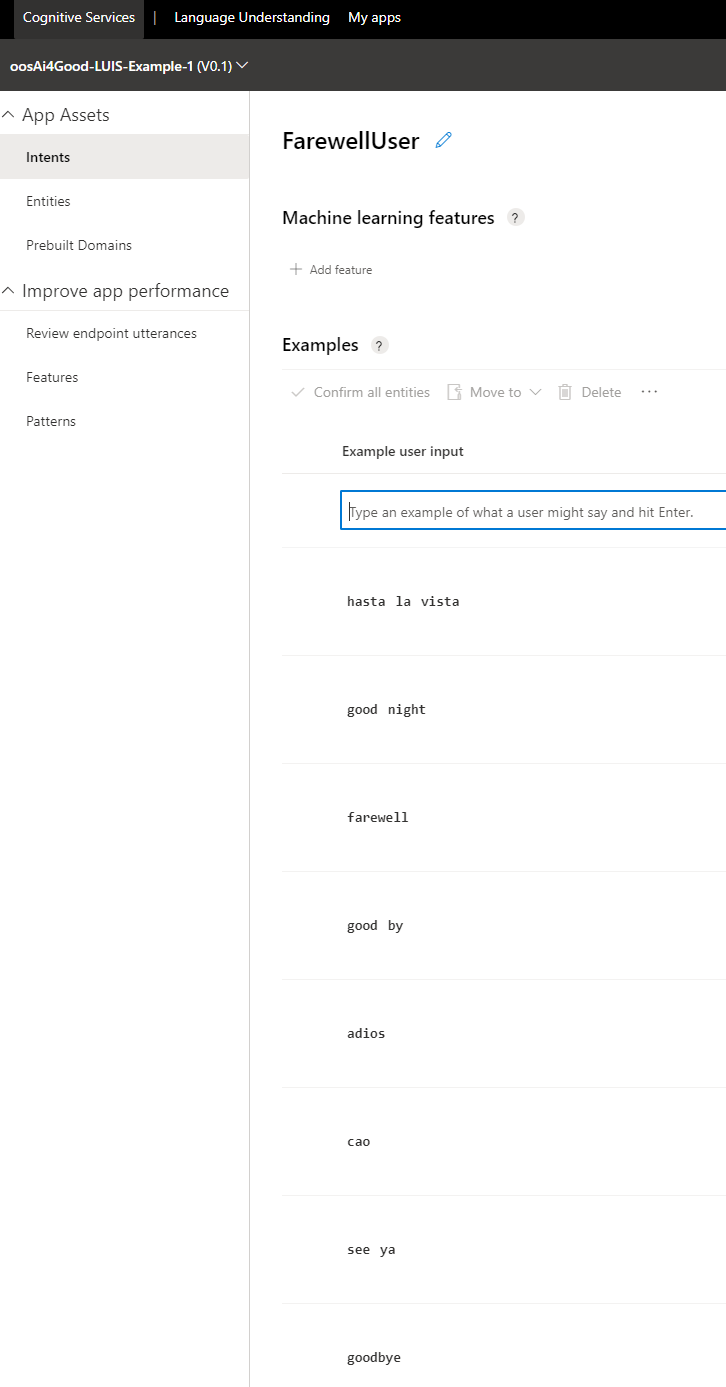 Cognitive Services | Language Understanding My apps
oosAi4Good-LUIS-Example-1 (V0.1)
App Assets
Intents
Entities
Prebuilt Domains
Improve app performance
Review endpoint utterances
Features
Patterns
FarewellUser
Machine learning features ?
+ Add feature
Examples ?
Confirm all entities Move to Delete ...
Example user input
Type an example of what a user might say and hit Enter.
hasta la vista
good night
farewell
good by
adios
cao
see ya
goodbye